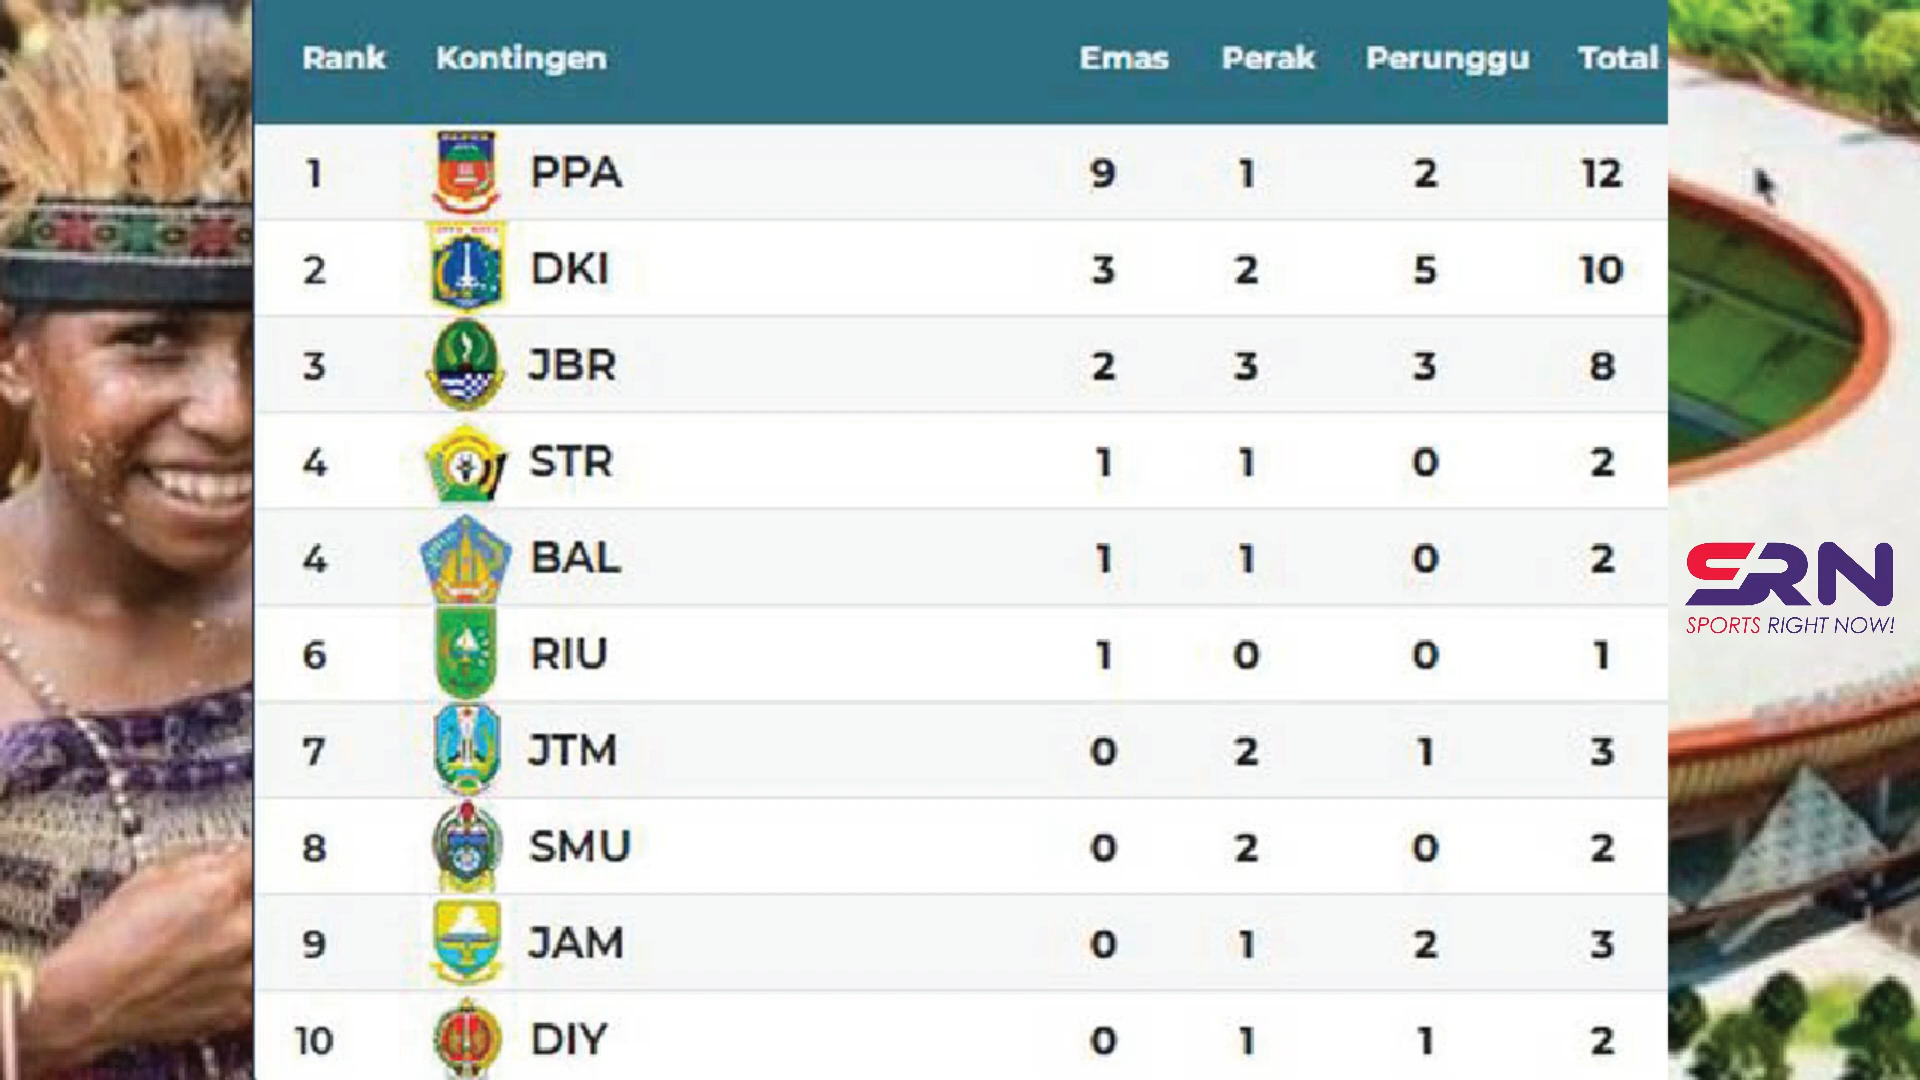 Rank Kontingen Emas Perak Perunggu Total
1 PPA 9 1 2 12
2 DKI 3 2 5 10
3 JBR 2 3 3 8
4 STR 1 1 0 2
4 BAL 1 1 0 2
6 RIU 1 0 0 1
7 JTM 0 2 1 3
8 SMU 0 2 0 2
9 JAM 0 1 2 3
10 DIY 0 1 1 2
SRN
SPORTS RIGHT NOW!